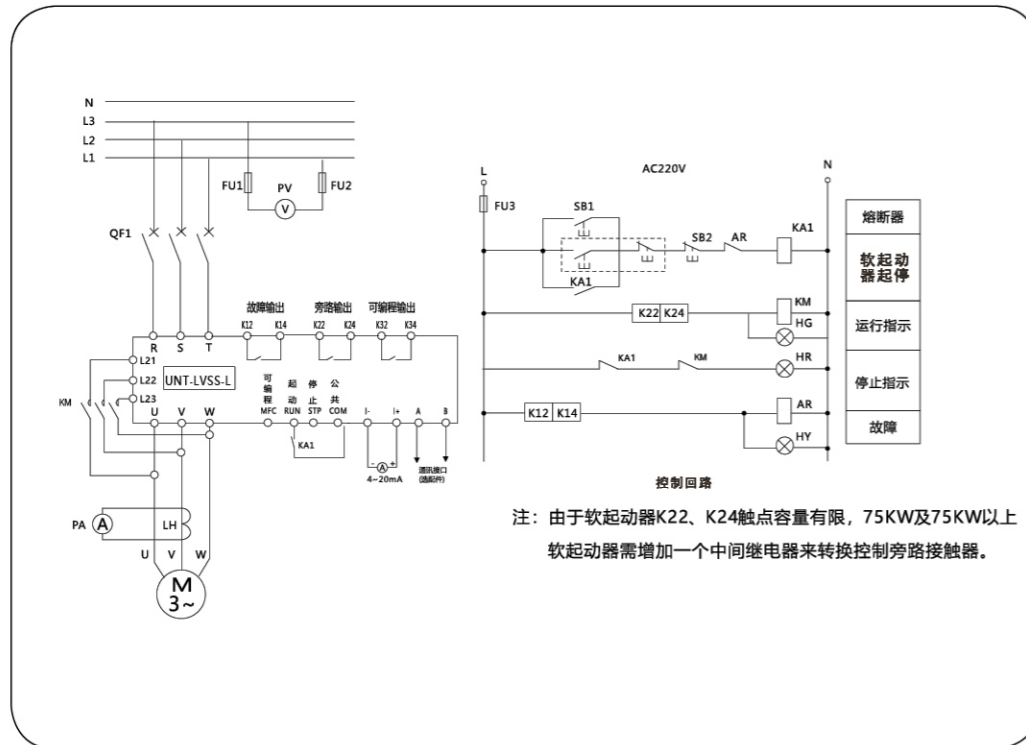 N
L3
L2
L1
FU1
PV
V
FU2
QF1
故障输出
旁路输出
可编程输出
K12 K14 K22 K24 K32 K34
R S T
L21
L22
L23
UNT-LVSS-L
可编程 起动 停止 公共
MFC RUN STP COM I- I+ A B
U V W
KM
KA1
- A +
4~20mA
通讯接口
(选配件)
PA A LH
U V W
M
3~
L AC220V N
FU3
SB1
SB2 AR KA1
KA1
K22 K24 KM
HG
KA1 KM HR
K12 K14 AR
HY
熔断器
软起动
器起停
运行指示
停止指示
故障
控制回路
注：由于软起动器K22、K24触点容量有限，75KW及75KW以上
软起动器需增加一个中间继电器来转换控制旁路接触器。